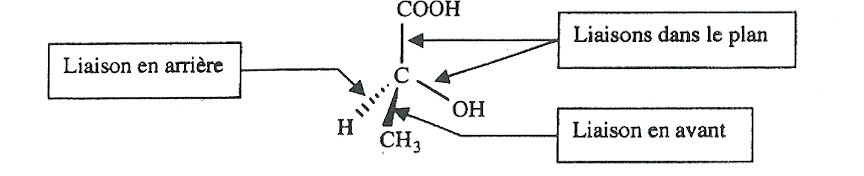 COOH
Liaisons dans le plan
Liaison en arrière
C
OH
H
CH3
Liaison en avant